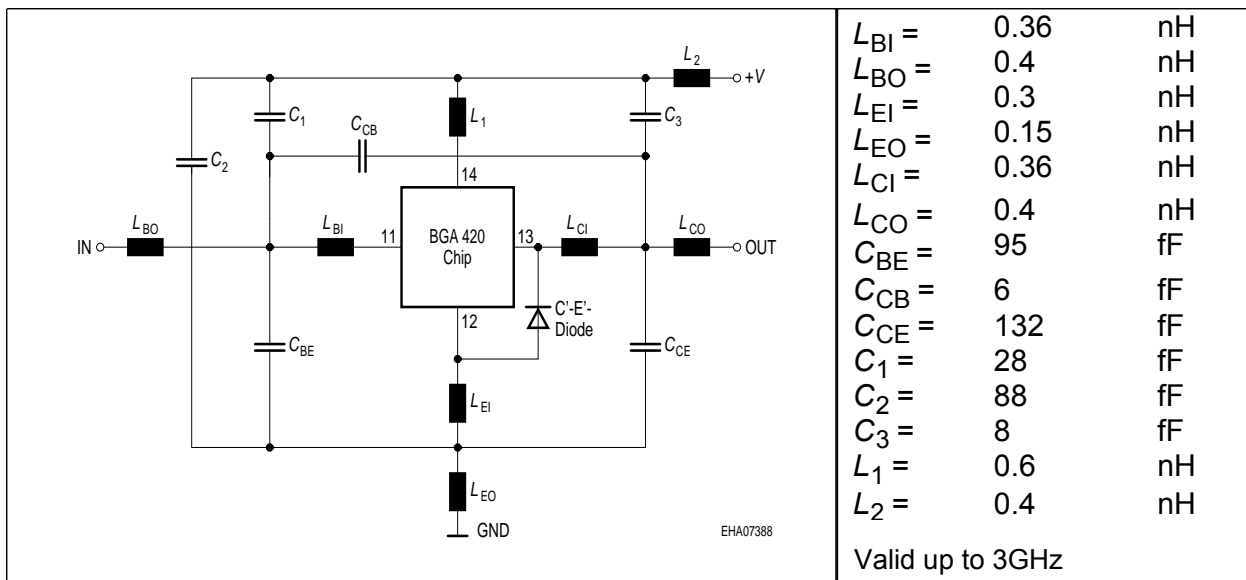 L2
+V
C1
CCB
L1
C3
C2
14
LBO
LBI
LCI
LCO
IN
11
BGA 420
Chip
13
OUT
12
C'-E'-
Diode
CBE
CCE
LEI
LEO
GND
EHA07388
LBI = 0.36 nH
LBO = 0.4 nH
LEI = 0.3 nH
LEO = 0.15 nH
LCI = 0.36 nH
LCO = 0.4 nH
CBE = 95 fF
CCB = 6 fF
CCE = 132 fF
C1 = 28 fF
C2 = 88 fF
C3 = 8 fF
L1 = 0.6 nH
L2 = 0.4 nH
Valid up to 3GHz